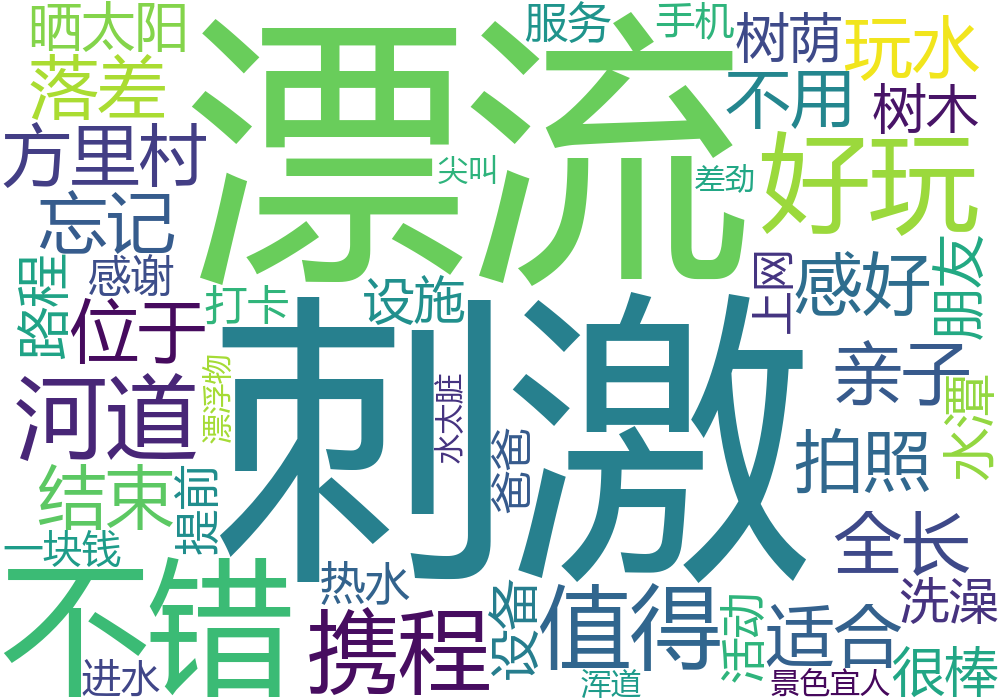 晒太阳
服务
手机
树荫
玩水
落差
漂流
不用
树木
方里村
尖叫
差劲
好玩
忘记
感谢
路程
打卡
设施
上网
感好
朋友
位于
刺激
亲子
漂浮物
水太脏
河道
水潭
爸爸
拍照
结束
提前
一块钱
全长
不错
热水
设备
值得
洗澡
携程
活动
适合
进水
浑道
景色宜人
很棒